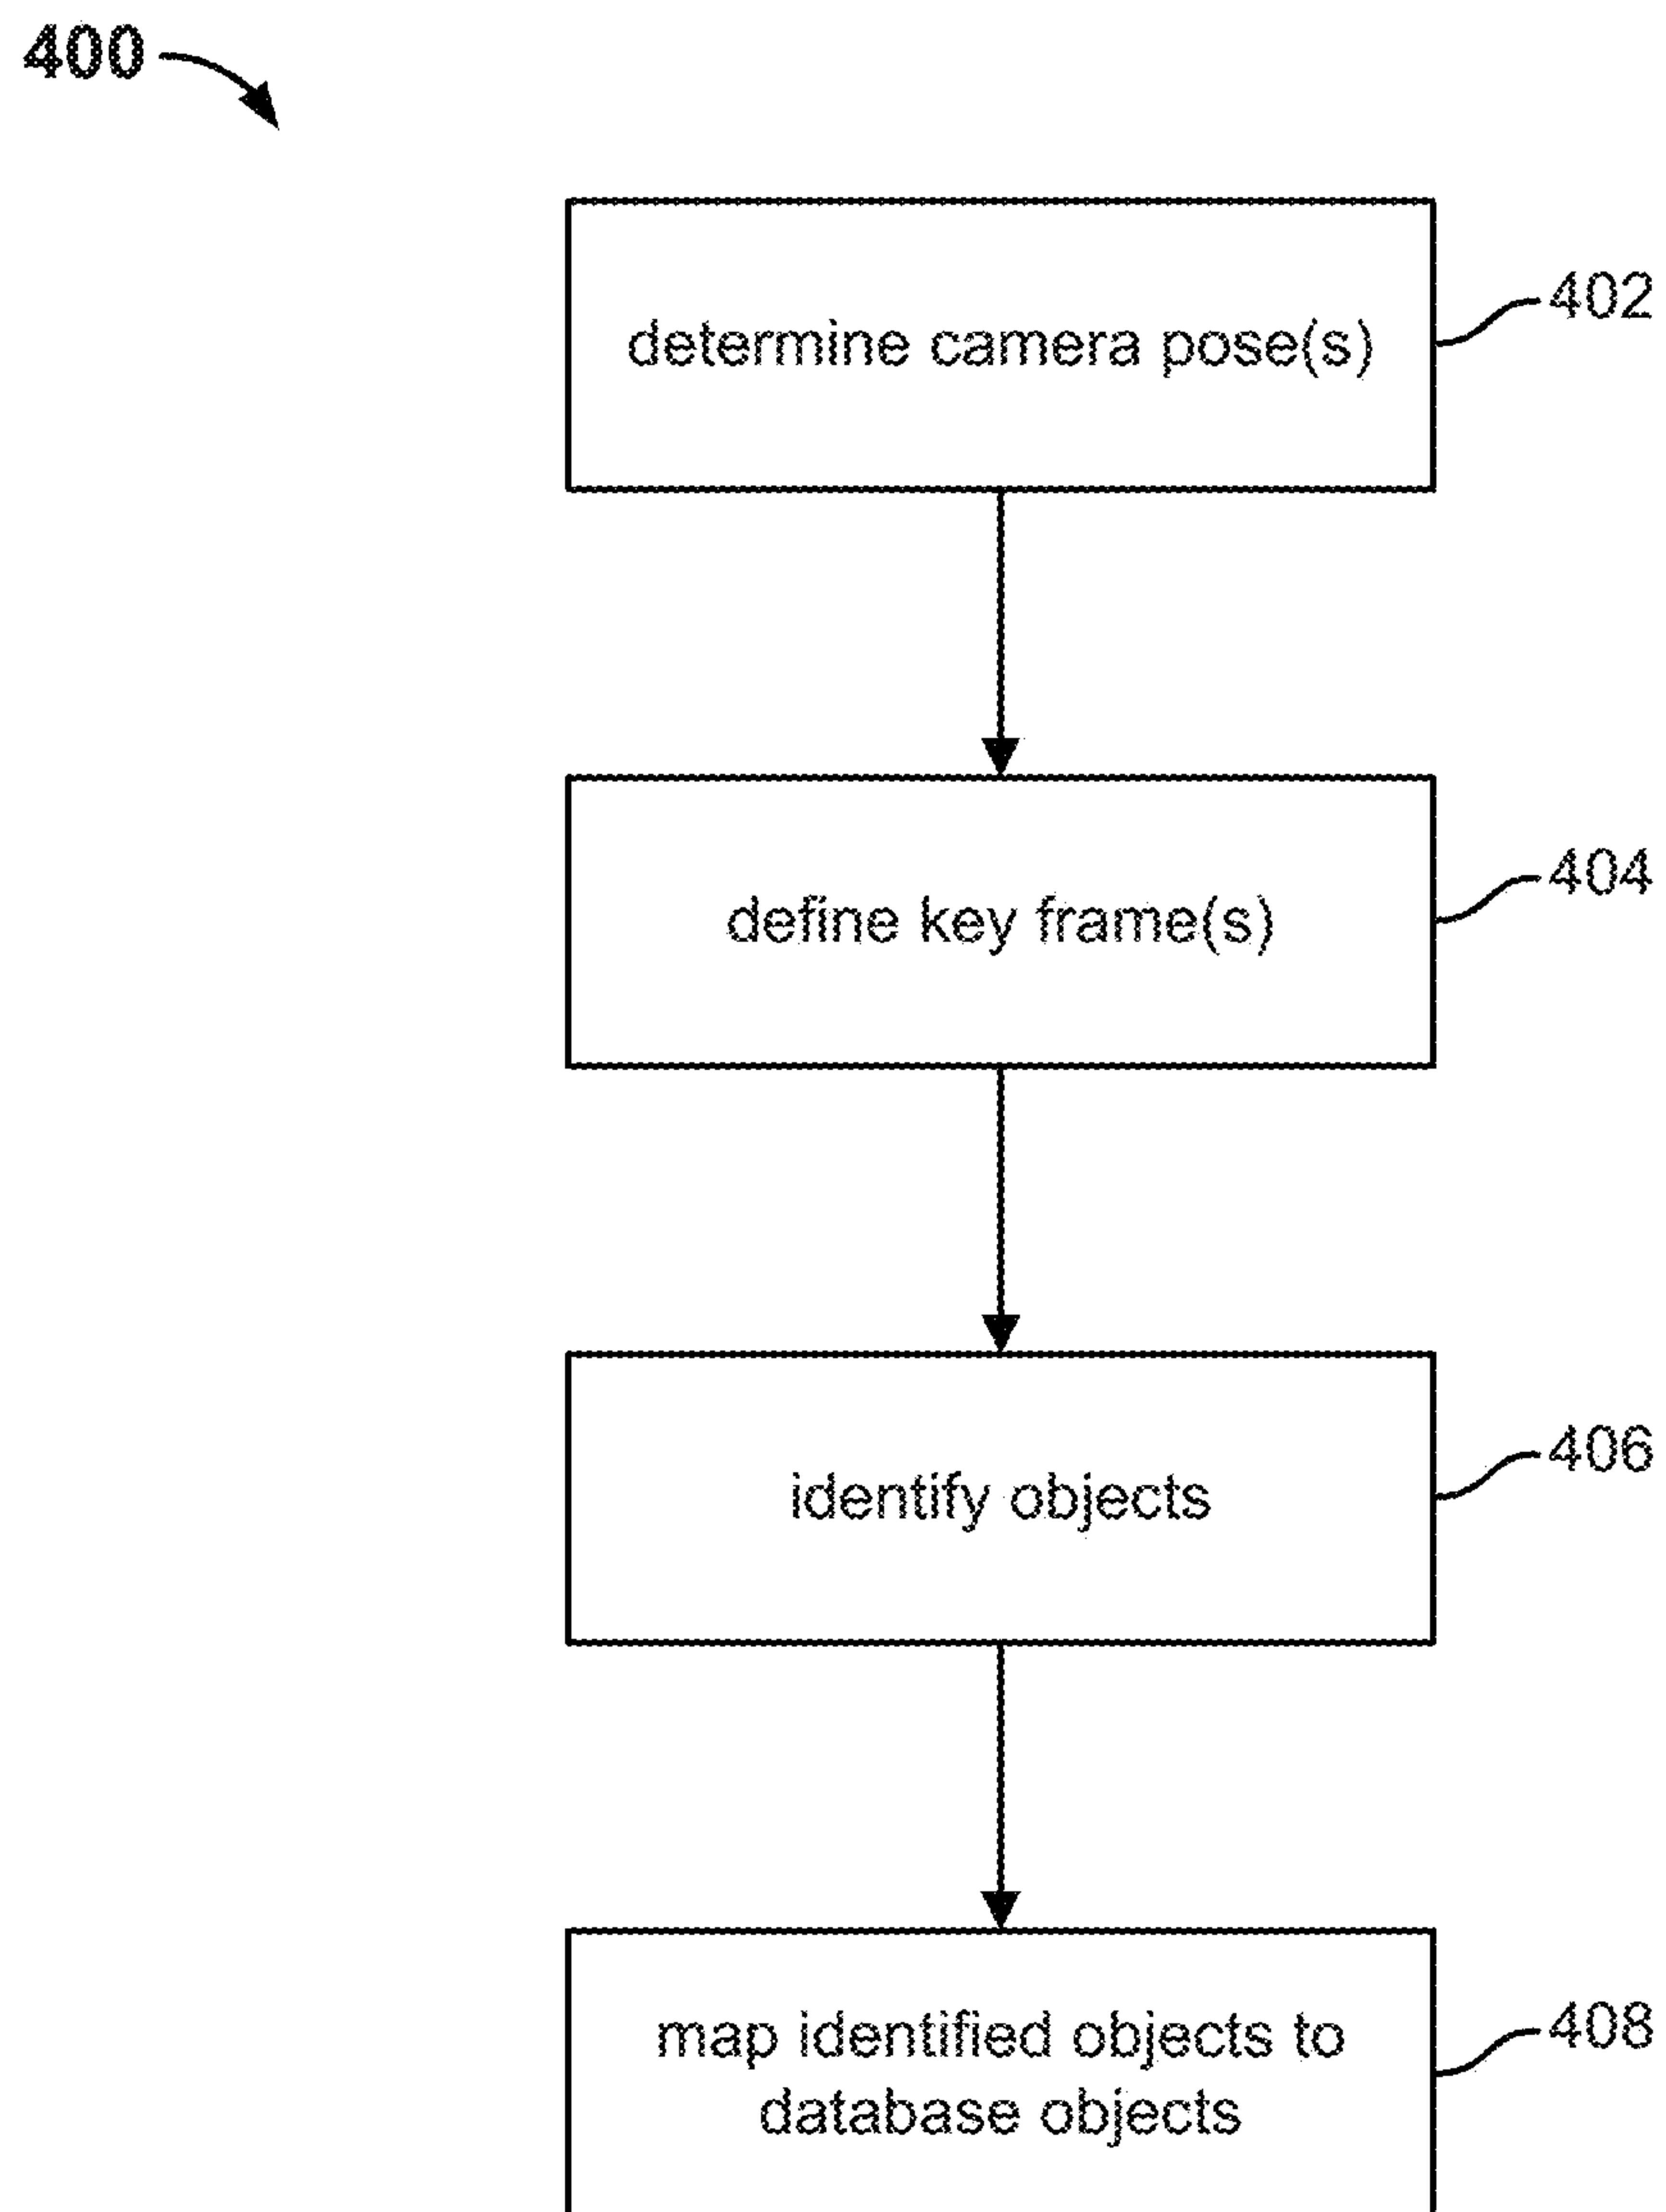 400
determine camera pose(s)
402
define key frame(s)
404
identify objects
406
map identified objects to
database objects
408